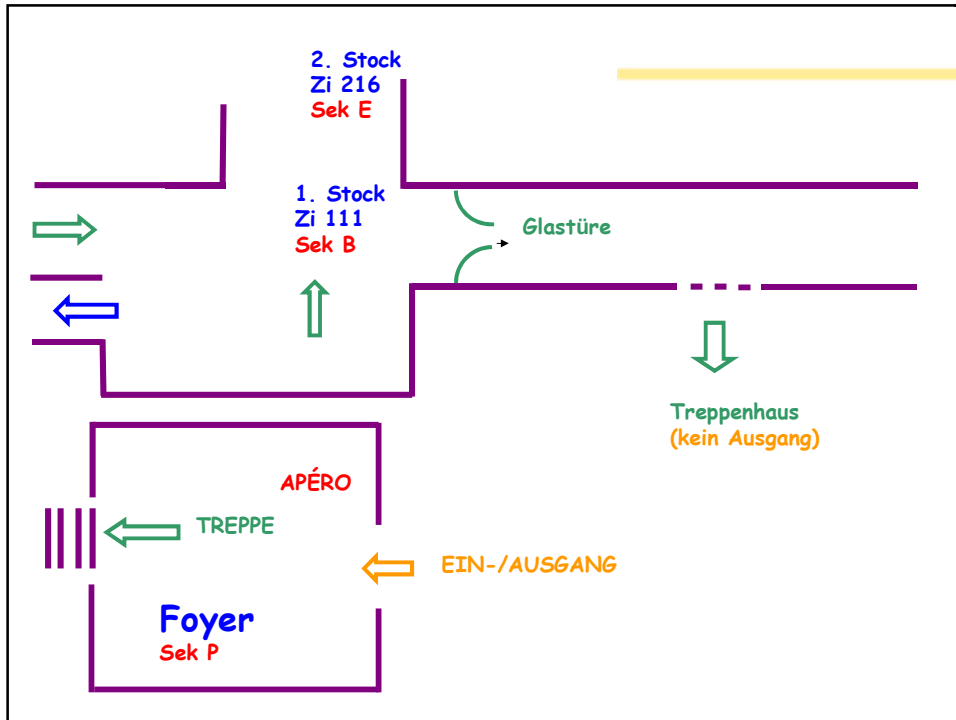 2. Stock
Zi 216
Sek E
1. Stock
Zi 111
Sek B
Glastüre
Treppenhaus
(kein Ausgang)
APÉRO
TREPPE
EIN-/AUSGANG
Foyer
Sek P